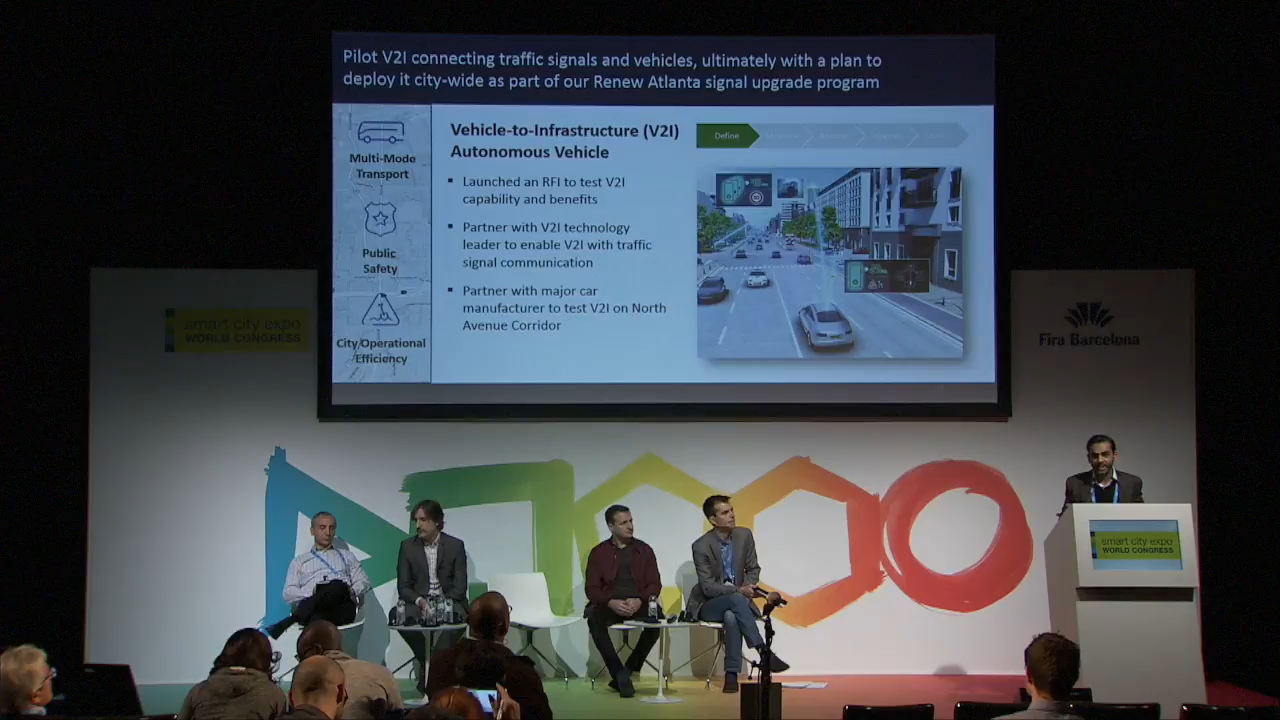 Pilot V2I connecting traffic signals and vehicles, ultimately with a plan to
deploy it city-wide as part of our Renew Atlanta signal upgrade program
Multi-Mode
Transport
Public
Safety
City/Operational
Efficiency
Vehicle-to-Infrastructure (V2I)
Autonomous Vehicle
▪ Launched an RFI to test V2I
capability and benefits
▪ Partner with V2I technology
leader to enable V2I with traffic
signal communication
▪ Partner with major car
manufacturer to test V2I on North
Avenue Corridor
Define
smart city expo
WORLD CONGRESS
Fira Barcelona
smart city expo
WORLD CONGRESS